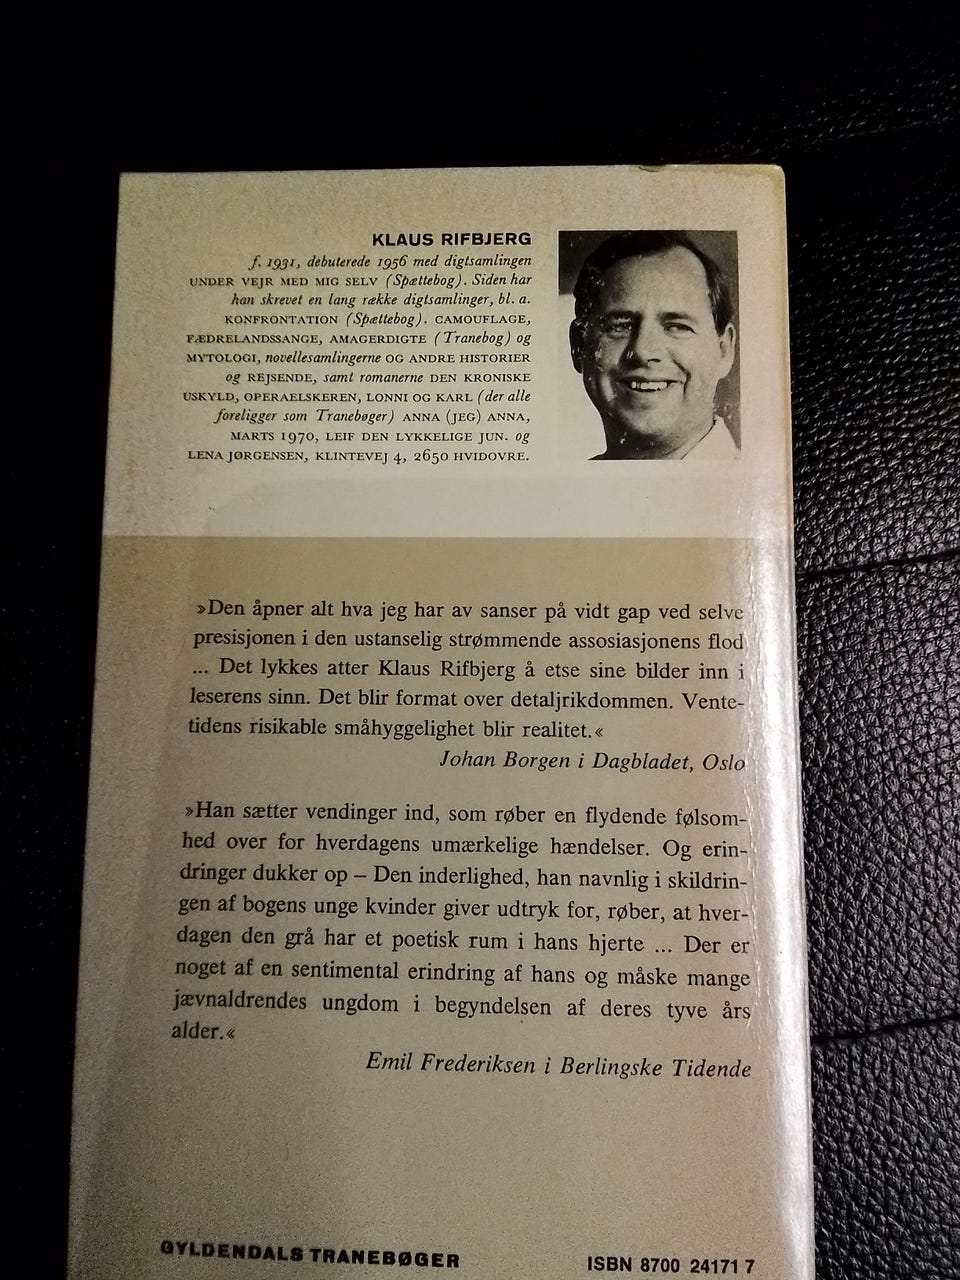 KLAUS RIFBJERG
f. 1931, debuterede 1956 med digtsamlingen
UNDER VEJR MED MIG SELV (Spættebog). Siden har
han skrevet en lang række digtsamlinger, bl. a.
KONFRONTATION (Spættebog). CAMOUFLAGE,
FÆDRELANDSSANGE, AMAGERDIGTE (Tranebog) og
MYTOLOGI, novellesamlingerne OG ANDRE HISTORIER
og REJSENDE, samt romanerne DEN KRONISKE
USKYLD, OPERAELSKEREN, LONNI OG KARL (der alle
foreligger som Tranebøger) ANNA (JEG) ANNA,
MARTS 1970, LEIF DEN LYKKELIGE JUN. og
LENA JØRGENSEN, KLINTEVEJ 4, 2650 HVIDOVRE.
»Den åpner alt hva jeg har av sanser på vidt gap ved selve
presisjonen i den ustanselig strømmende assosiasjonens flod
... Det lykkes atter Klaus Rifbjerg å etse sine bilder inn i
leserens sinn. Det blir format over detaljrikdommen. Vente-
tidens risikable småhyggelighet blir realitet.«
Johan Borgen i Dagbladet, Oslo
»Han sætter vendinger ind, som røber en flydende følsom-
hed over for hverdagens umærkelige hændelser. Og erin-
dringer dukker op – Den inderlighed, han navnlig i skildrin-
gen af bogens unge kvinder giver udtryk for, røber, at hver-
dagen den grå har et poetisk rum i hans hjerte ... Der er
noget af en sentimental erindring af hans og måske mange
jævnaldrendes ungdom i begyndelsen af deres tyve års
alder.«
Emil Frederiksen i Berlingske Tidende
GYLDENDALS TRANEBØGER
ISBN 8700 24171 7